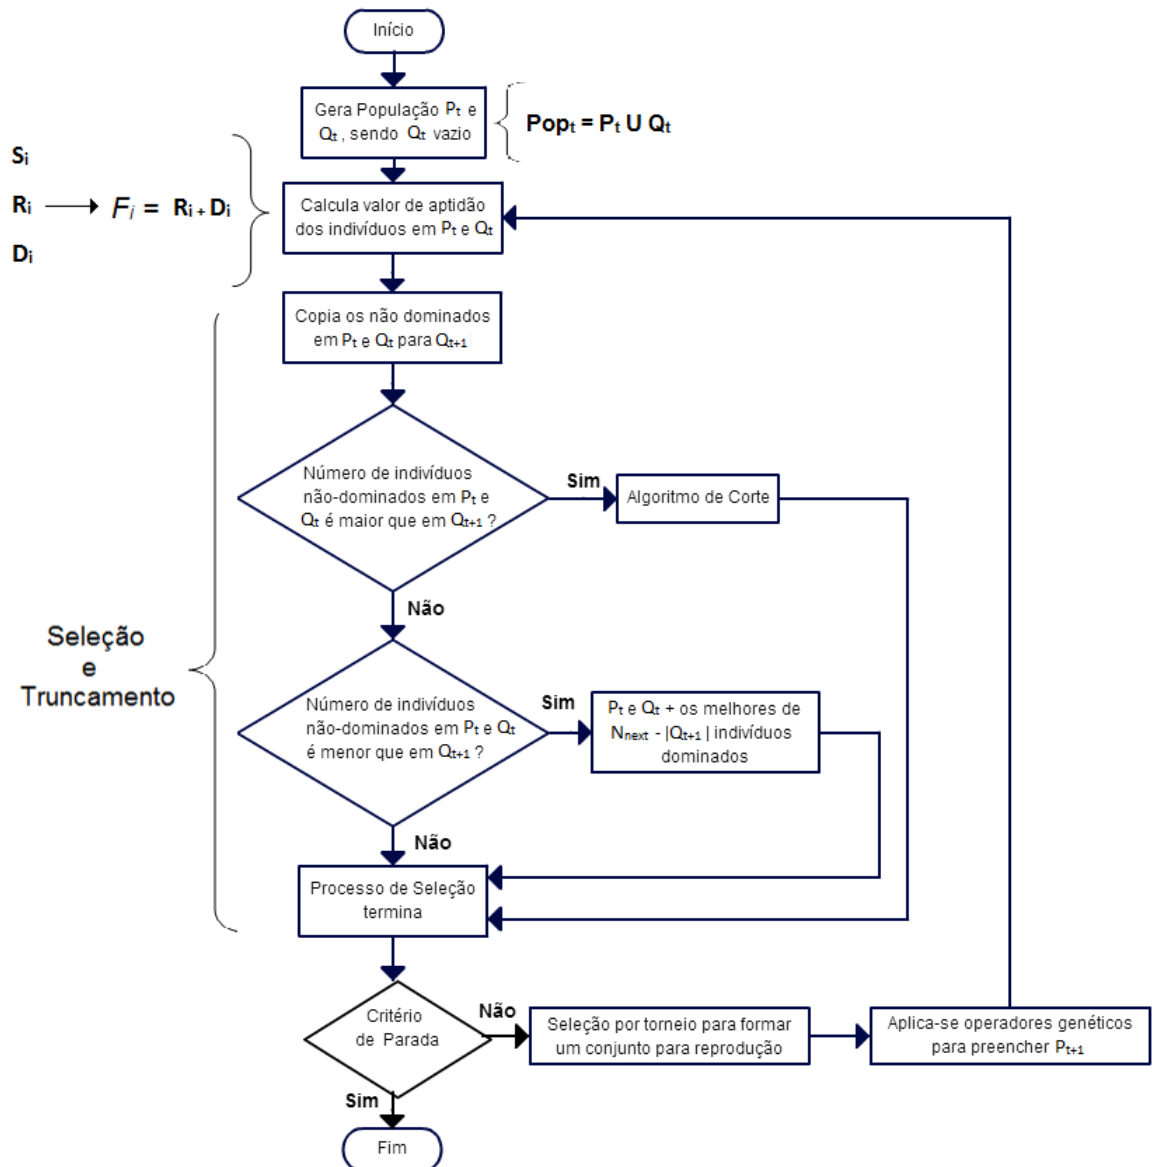 Início
Gera População Pt e
Qt , sendo Qt vazio
Popt = Pt U Qt
Si
Ri → Fi = Ri + Di
Di
Calcula valor de aptidão
dos indivíduos em Pt e Qt
Copia os não dominados
em Pt e Qt para Qt+1
Número de indivíduos
não-dominados em Pt e
Qt é maior que em Qt+1 ?
Sim
Algoritmo de Corte
Não
Seleção
e
Truncamento
Número de indivíduos
não-dominados em Pt e Qt
é menor que em Qt+1 ?
Sim
Pt e Qt + os melhores de
Nnext - |Qt+1 | indivíduos
dominados
Não
Processo de Seleção
termina
Critério
de Parada
Não
Seleção por torneio para formar
um conjunto para reprodução
Aplica-se operadores genéticos
para preencher Pt+1
Sim
Fim